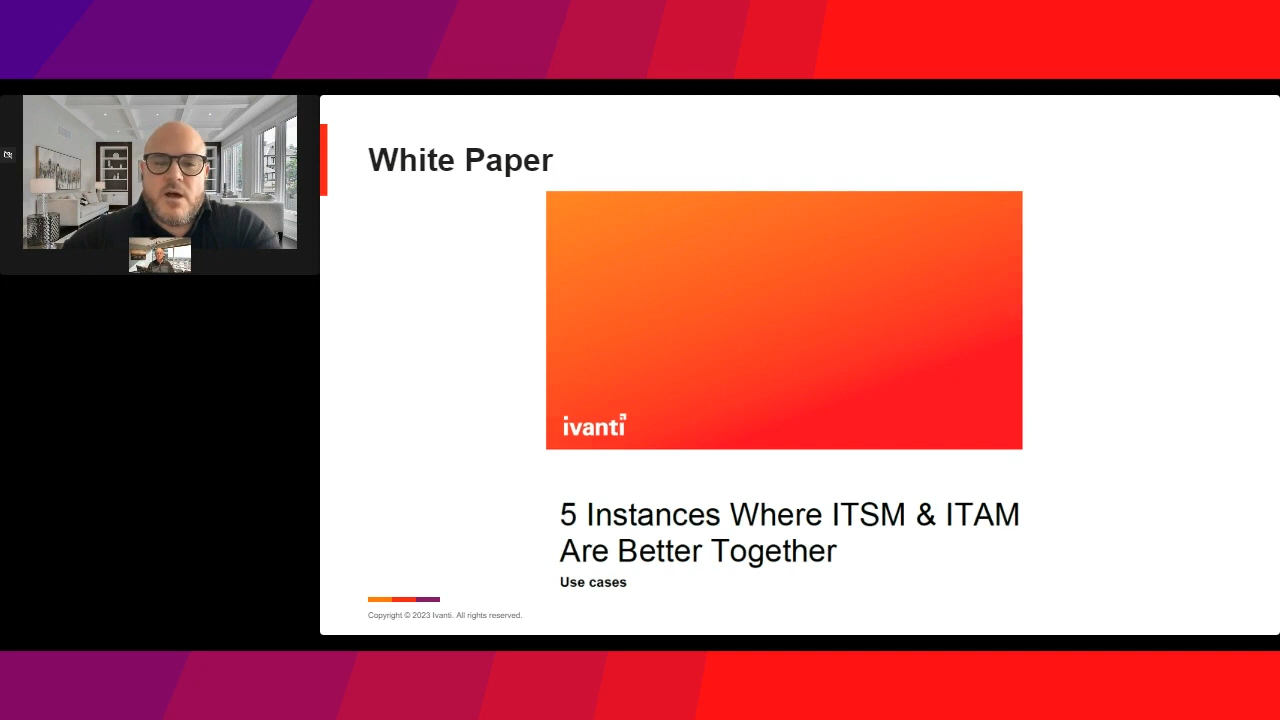 White Paper
ivanti
5 Instances Where ITSM & ITAM
Are Better Together
Use cases
Copyright © 2023 Ivanti. All rights reserved.